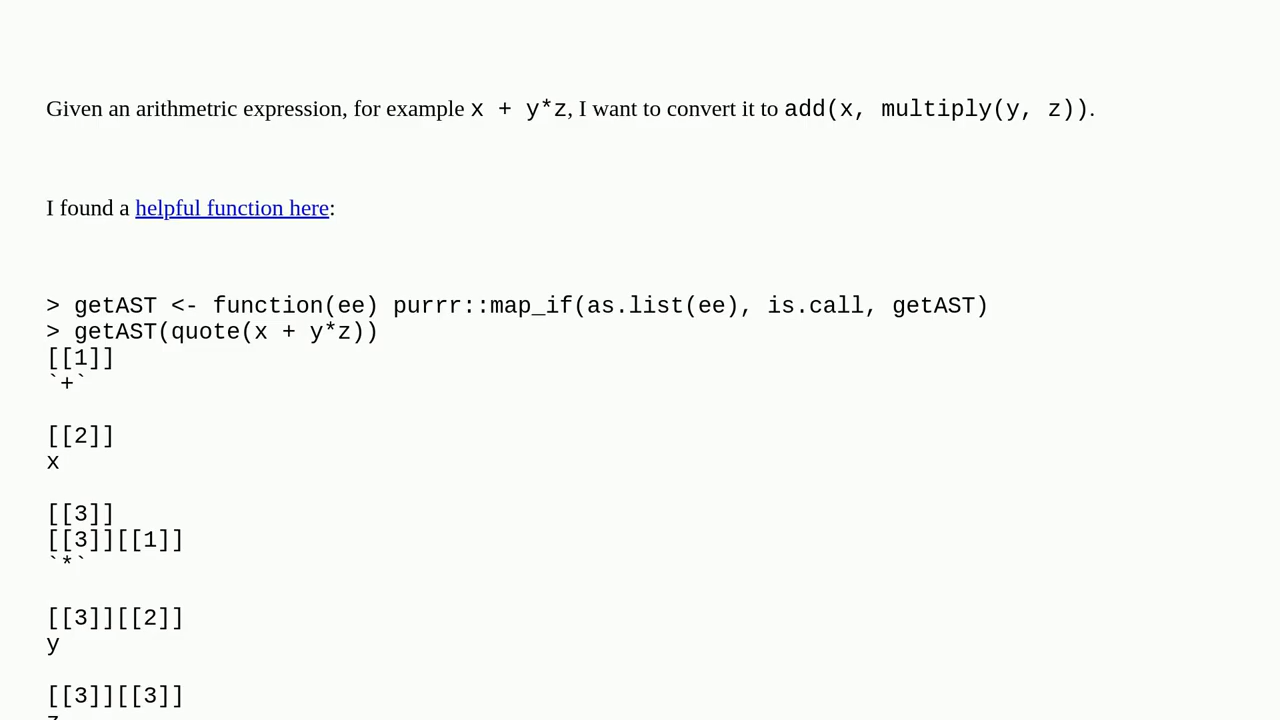 Given an arithmetric expression, for example x + y*z, I want to convert it to add(x, multiply(y, z)).
I found a helpful function here:
> getAST <- function(ee) purrr::map_if(as.list(ee), is.call, getAST)
> getAST(quote(x + y*z))
[[1]]
`+`
[[2]]
x
[[3]]
[[3]][[1]]
`*`
[[3]][[2]]
y
[[3]][[3]]
z